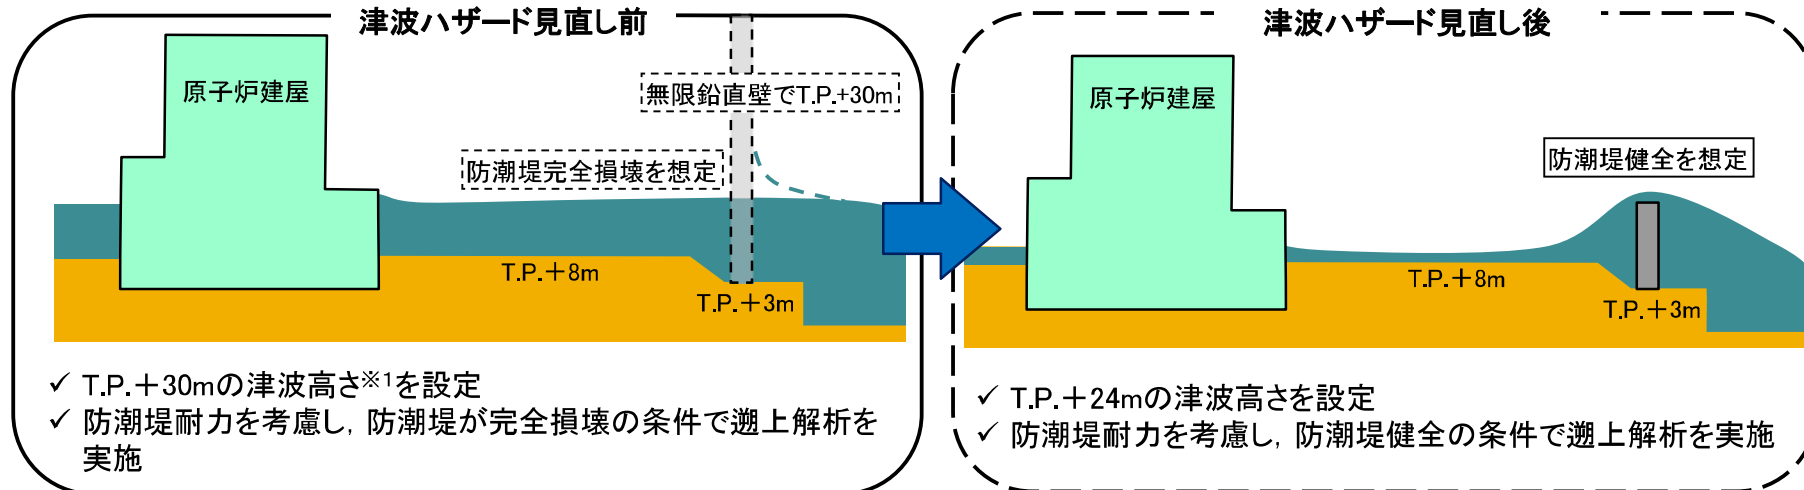 津波ハザード見直し前
原子炉建屋
無限鉛直壁でT.P.+30m
防潮堤完全損壊を想定
T.P.＋8m
T.P.＋3m
✓ T.P.＋30mの津波高さ※1を設定
✓ 防潮堤耐力を考慮し，防潮堤が完全損壊の条件で遡上解析を
実施
津波ハザード見直し後
原子炉建屋
防潮堤健全を想定
T.P.＋8m
T.P.＋3m
✓ T.P.＋24mの津波高さを設定
✓ 防潮堤耐力を考慮し，防潮堤健全の条件で遡上解析を実施